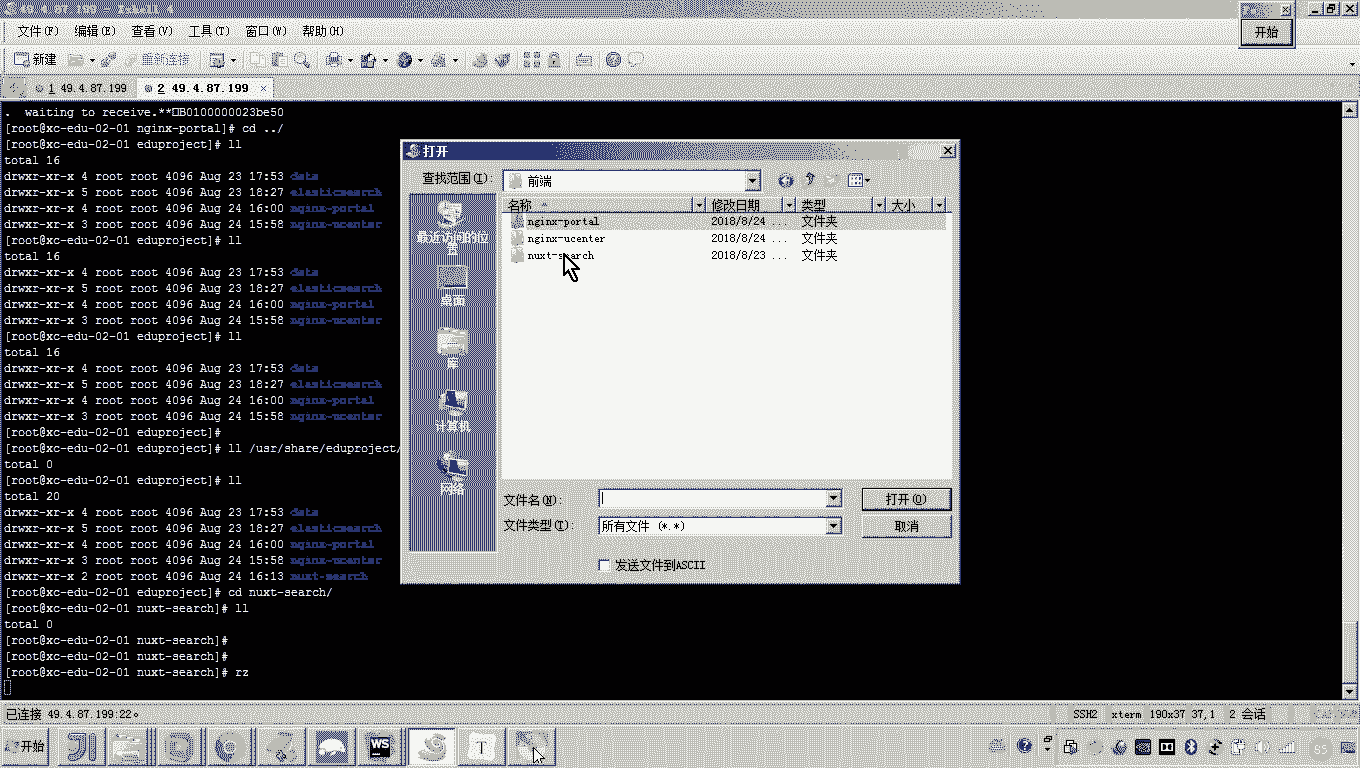 49.4.87.199 - Xshell 4
开始
文件(F) 编辑(E) 查看(V) 工具(T) 窗口(W) 帮助(H)
新建 重新连接
1 49.4.87.199 2 49.4.87.199
. waiting to receive.**B0100000023be50
[root@xc-edu-02-01 nginx-portal]# cd ../
[root@xc-edu-02-01 eduproject]# ll
total 16
drwxr-xr-x 4 root root 4096 Aug 23 17:53 data
drwxr-xr-x 5 root root 4096 Aug 23 18:27 elasticsearch
drwxr-xr-x 4 root root 4096 Aug 24 16:00 nginx-portal
drwxr-xr-x 3 root root 4096 Aug 24 15:58 nginx-ucenter
[root@xc-edu-02-01 eduproject]# ll
total 16
drwxr-xr-x 4 root root 4096 Aug 23 17:53 data
drwxr-xr-x 5 root root 4096 Aug 23 18:27 elasticsearch
drwxr-xr-x 4 root root 4096 Aug 24 16:00 nginx-portal
drwxr-xr-x 3 root root 4096 Aug 24 15:58 nginx-ucenter
[root@xc-edu-02-01 eduproject]# ll
total 16
drwxr-xr-x 4 root root 4096 Aug 23 17:53 data
drwxr-xr-x 5 root root 4096 Aug 23 18:27 elasticsearch
drwxr-xr-x 4 root root 4096 Aug 24 16:00 nginx-portal
drwxr-xr-x 3 root root 4096 Aug 24 15:58 nginx-ucenter
[root@xc-edu-02-01 eduproject]#
[root@xc-edu-02-01 eduproject]# ll /usr/share/eduproject/
total 0
[root@xc-edu-02-01 eduproject]# ll
total 20
drwxr-xr-x 4 root root 4096 Aug 23 17:53 data
drwxr-xr-x 5 root root 4096 Aug 23 18:27 elasticsearch
drwxr-xr-x 4 root root 4096 Aug 24 16:00 nginx-portal
drwxr-xr-x 3 root root 4096 Aug 24 15:58 nginx-ucenter
drwxr-xr-x 2 root root 4096 Aug 24 16:13 nuxt-search
[root@xc-edu-02-01 eduproject]# cd nuxt-search/
[root@xc-edu-02-01 nuxt-search]# ll
total 0
[root@xc-edu-02-01 nuxt-search]#
[root@xc-edu-02-01 nuxt-search]#
[root@xc-edu-02-01 nuxt-search]# rz
打开
查找范围(I): 前端
最近访问的位置
桌面
库
计算机
网络
名称 修改日期 类型 大小
nginx-portal 2018/8/24 ... 文件夹
nginx-ucenter 2018/8/24 ... 文件夹
nuxt-search 2018/8/23 ... 文件夹
文件名(N): 打开(O)
文件类型(T): 所有文件 (*.*) 取消
发送文件到ASCII
已连接 49.4.87.199:22。 SSH2 xterm 190x37 37,1 2 会话 CAP NUM
开始 WS T 85